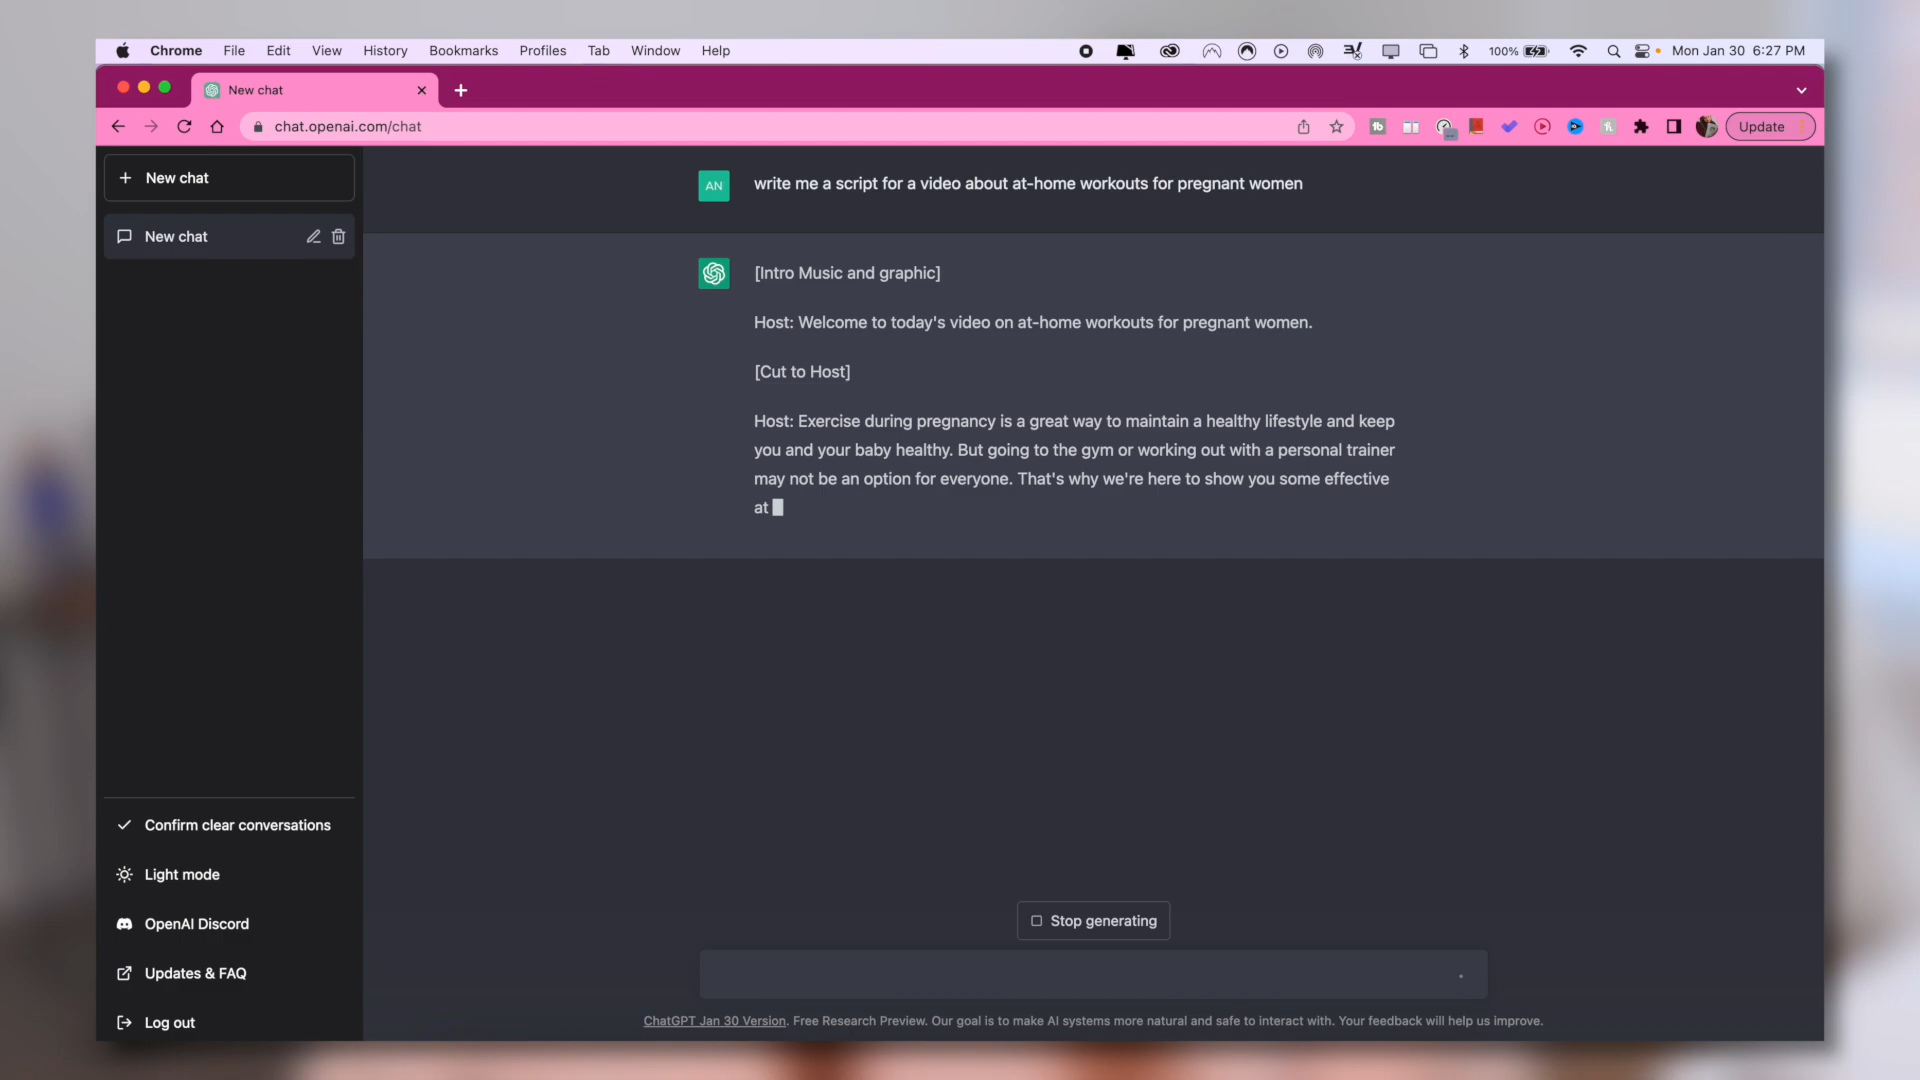 Chrome File Edit View History Bookmarks Profiles Tab Window Help 100% Mon Jan 30 6:27 PM
New chat
chat.openai.com/chat
Update
New chat
New chat
AN
write me a script for a video about at-home workouts for pregnant women
[Intro Music and graphic]
Host: Welcome to today's video on at-home workouts for pregnant women.
[Cut to Host]
Host: Exercise during pregnancy is a great way to maintain a healthy lifestyle and keep
you and your baby healthy. But going to the gym or working out with a personal trainer
may not be an option for everyone. That's why we're here to show you some effective
at
Confirm clear conversations
Light mode
OpenAI Discord
Updates & FAQ
Log out
Stop generating
ChatGPT Jan 30 Version. Free Research Preview. Our goal is to make AI systems more natural and safe to interact with. Your feedback will help us improve.